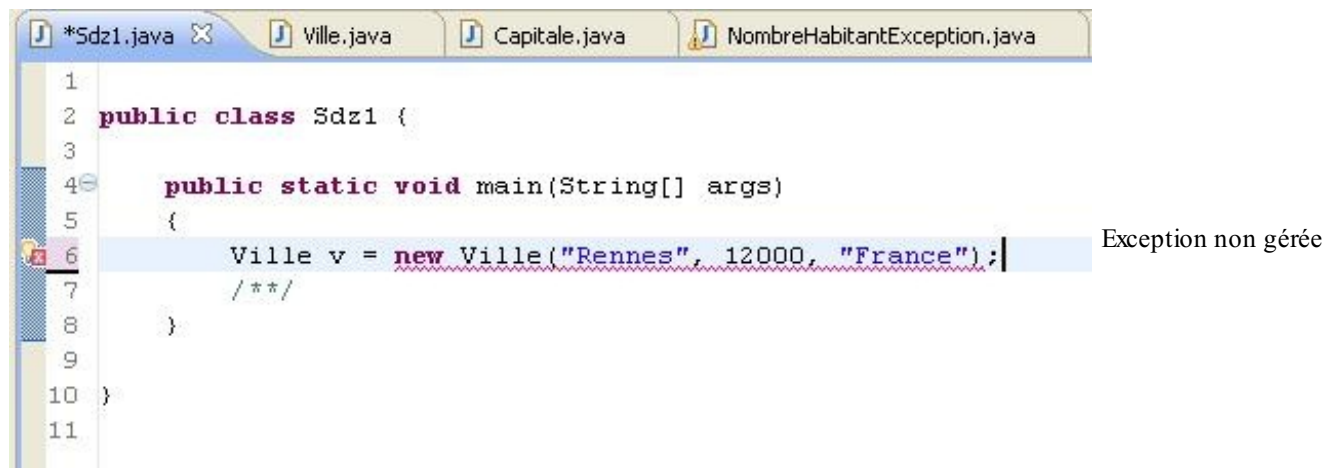 *Sdz1.java Ville.java Capitale.java NombreHabitantException.java
1
2 public class Sdz1 {
3
4 public static void main(String[] args)
5 {
6 Ville v = new Ville("Rennes", 12000, "France");
7 /**/
8 }
9
10 }
11
Exception non gérée